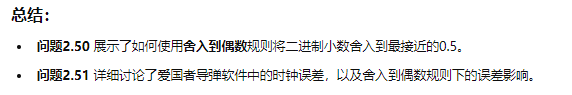 总结：
• 问题2.50 展示了如何使用舍入到偶数规则将二进制小数舍入到最接近的0.5。
• 问题2.51 详细讨论了爱国者导弹软件中的时钟误差，以及舍入到偶数规则下的误差影响。